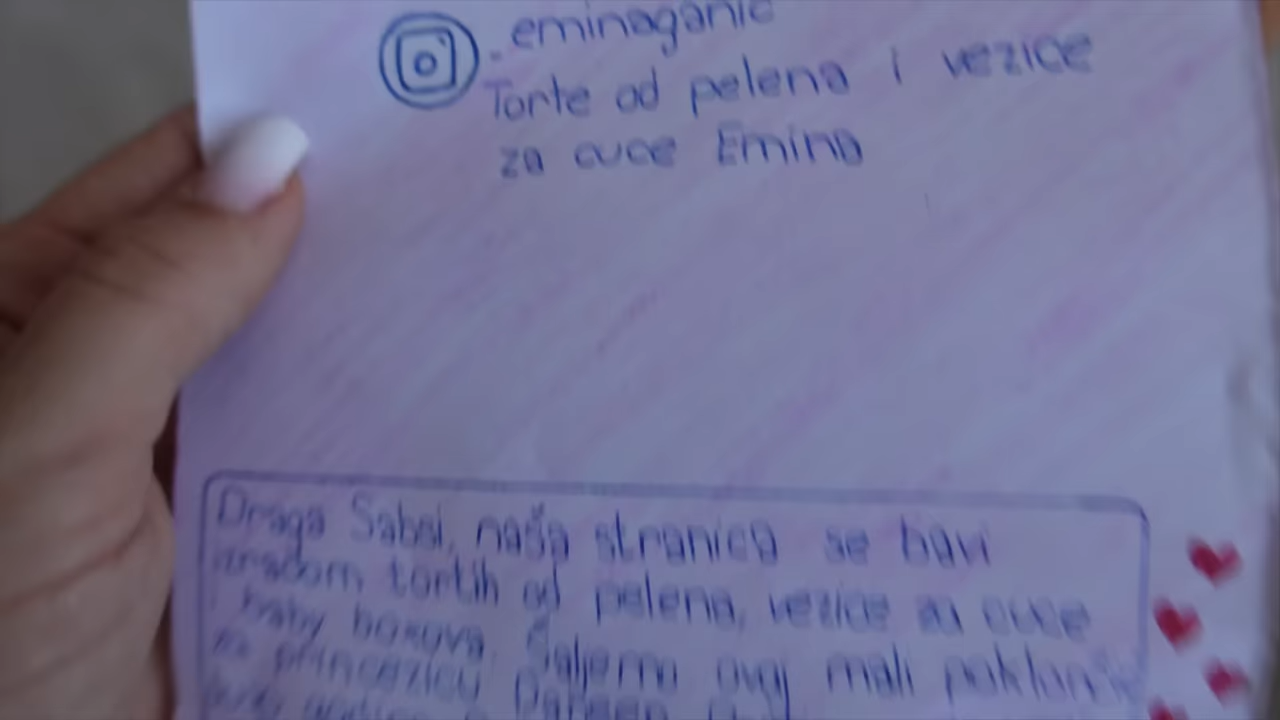 eminaganic
Torte od pelena i vezice
za cuce Emina
Draga Sabsi, naša stranica se bavi
izradom tortih od pelena, vezice za cuce
i baby boxova. Šaljemo ovaj mali poklančić
za princezicu